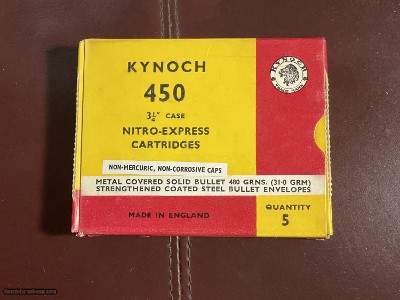 KYNOCH
450
3¼" CASE
NITRO-EXPRESS
CARTRIDGES
NON-MERCURIC, NON-CORROSIVE CAPS
METAL COVERED SOLID BULLET 480 GRNS. (31·0 GRM)
STRENGTHENED COATED STEEL BULLET ENVELOPES
MADE IN ENGLAND
QUANTITY
5
KYNOCH